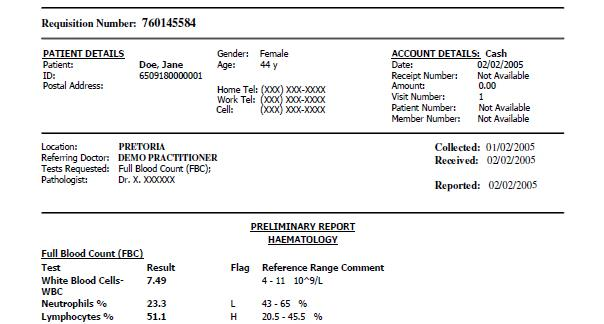 Requisition Number: 760145584
PATIENT DETAILS Gender: Female ACCOUNT DETAILS: Cash
Patient: Doe, Jane Age: 44 y Date: 02/02/2005
ID: 6509180000001 Receipt Number: Not Available
Postal Address: Home Tel: (XXX) XXX-XXXX Amount: 0.00
Work Tel: (XXX) XXX-XXXX Visit Number: 1
Cell: (XXX) XXX-XXXX Patient Number: Not Available
Member Number: Not Available
Location: PRETORIA Collected: 01/02/2005
Referring Doctor: DEMO PRACTITIONER Received: 02/02/2005
Tests Requested: Full Blood Count (FBC);
Pathologist: Dr. X. XXXXXX Reported: 02/02/2005
PRELIMINARY REPORT
HAEMATOLOGY
Full Blood Count (FBC)
Test Result Flag Reference Range Comment
White Blood Cells- 7.49 4 - 11 10^9/L
WBC
Neutrophils % 23.3 L 43 - 65 %
Lymphocytes % 51.1 H 20.5 - 45.5 %